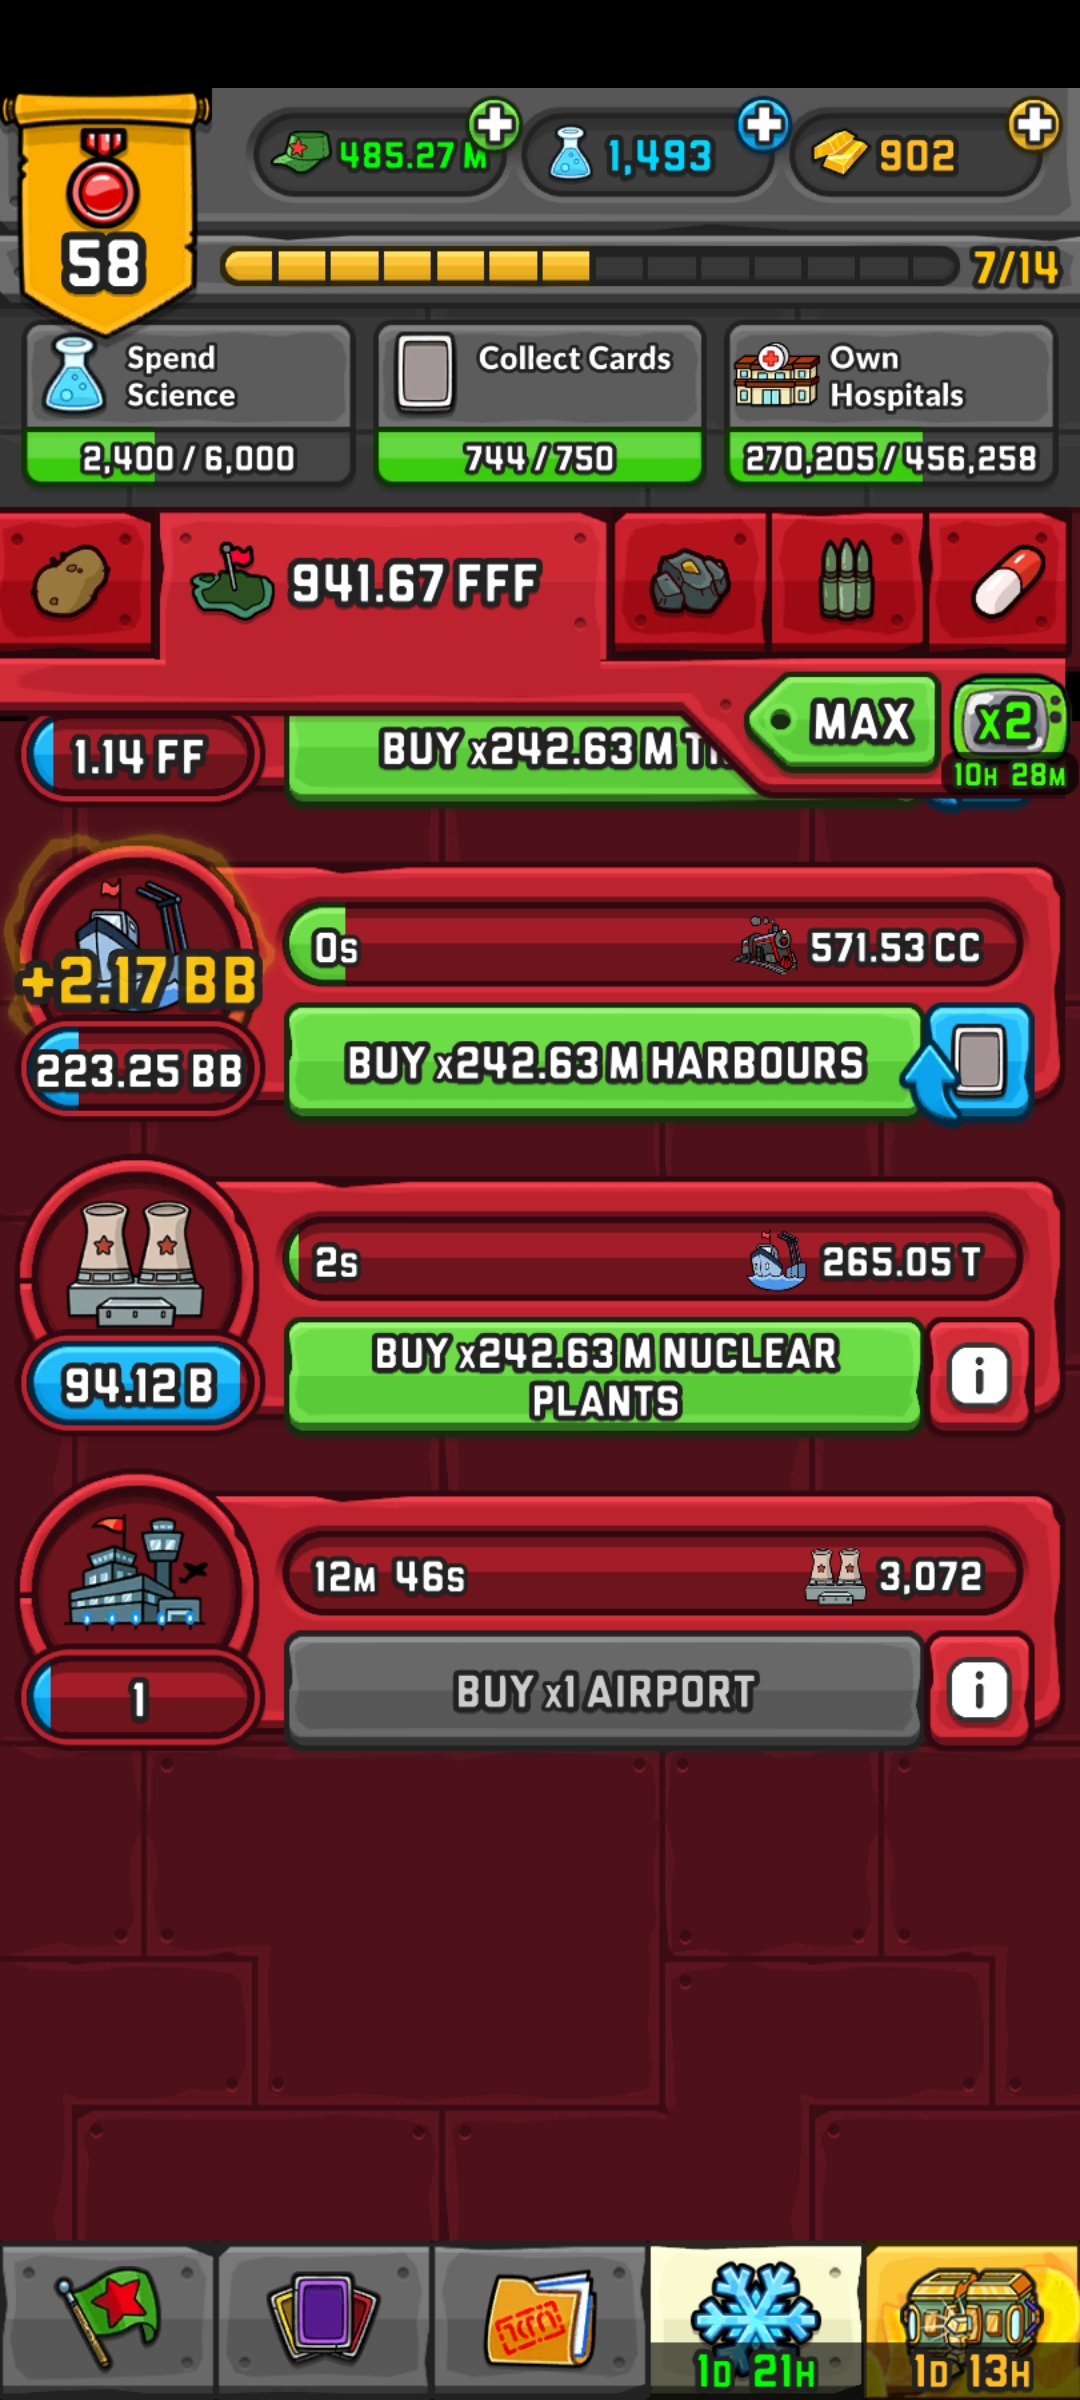 485.27 M
1,493
902
58
7/14
Spend
Science
2,400 / 6,000
Collect Cards
744 / 750
Own
Hospitals
270,205 / 456,258
941.67 FFF
MAX
x2
10H 28M
1.14 FF
BUY x242.63 M
+2.17 BB
223.25 BB
0s
571.53 CC
BUY x242.63 M HARBOURS
94.12 B
2s
265.05 T
BUY x242.63 M NUCLEAR
PLANTS
1
12M 46s
3,072
BUY x1 AIRPORT
1D 21H
1D 13H